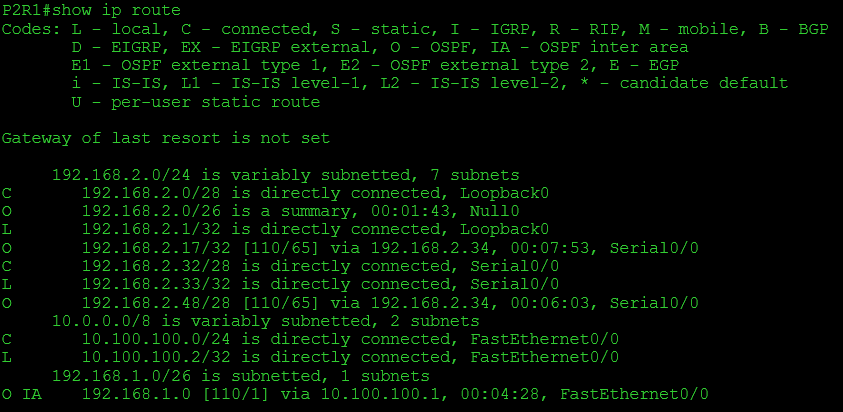 P2R1#show ip route
Codes: L - local, C - connected, S - static, I - IGRP, R - RIP, M - mobile, B - BGP
       D - EIGRP, EX - EIGRP external, O - OSPF, IA - OSPF inter area
       E1 - OSPF external type 1, E2 - OSPF external type 2, E - EGP
       i - IS-IS, L1 - IS-IS level-1, L2 - IS-IS level-2, * - candidate default
       U - per-user static route
Gateway of last resort is not set
     192.168.2.0/24 is variably subnetted, 7 subnets
C       192.168.2.0/28 is directly connected, Loopback0
O       192.168.2.0/26 is a summary, 00:01:43, Null0
L       192.168.2.1/32 is directly connected, Loopback0
O       192.168.2.17/32 [110/65] via 192.168.2.34, 00:07:53, Serial0/0
C       192.168.2.32/28 is directly connected, Serial0/0
L       192.168.2.33/32 is directly connected, Serial0/0
O       192.168.2.48/28 [110/65] via 192.168.2.34, 00:06:03, Serial0/0
     10.0.0.0/8 is variably subnetted, 2 subnets
C       10.100.100.0/24 is directly connected, FastEthernet0/0
L       10.100.100.2/32 is directly connected, FastEthernet0/0
     192.168.1.0/26 is subnetted, 1 subnets
O IA    192.168.1.0 [110/1] via 10.100.100.1, 00:04:28, FastEthernet0/0